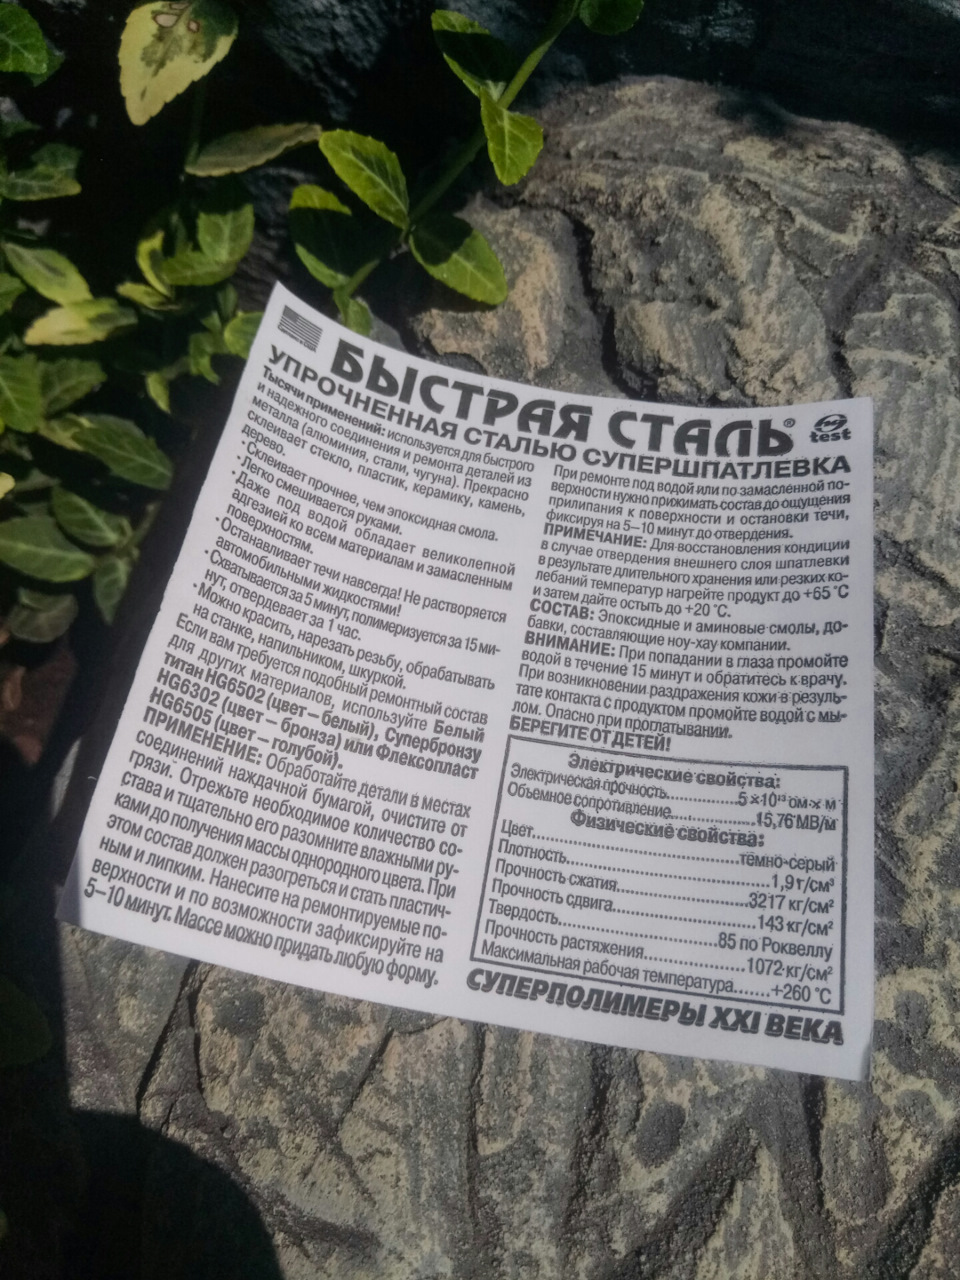 БЫСТРАЯ СТАЛЬ®
test
УПРОЧНЕННАЯ СТАЛЬЮ СУПЕРШПАТЛЕВКА
Тысячи применений: используется для быстрого
и надежного соединения и ремонта деталей из
металла (алюминия, стали, чугуна). Прекрасно
склеивает стекло, пластик, керамику, камень,
дерево.
• Склеивает прочнее, чем эпоксидная смола.
• Легко смешивается руками.
• Даже под водой обладает великолепной
адгезией ко всем материалам и замасленным
поверхностям.
• Останавливает течи навсегда! Не растворяется
автомобильными жидкостями!
• Схватывается за 5 минут, полимеризуется за 15 ми-
нут, отвердевает за 1 час.
• Можно красить, нарезать резьбу, обрабатывать
на станке, напильником, шкуркой.
Если вам требуется подобный ремонтный состав
для других материалов, используйте Белый
титан HG6502 (цвет – белый), Супербронзу
HG6302 (цвет – бронза) или Флексопласт
HG6505 (цвет – голубой).
ПРИМЕНЕНИЕ: Обработайте детали в местах
соединений наждачной бумагой, очистите от
грязи. Отрежьте необходимое количество со-
става и тщательно его разомните влажными ру-
ками до получения массы однородного цвета. При
этом состав должен разогреться и стать пластич-
ным и липким. Нанесите на ремонтируемые по-
верхности и по возможности зафиксируйте на
5–10 минут. Массе можно придать любую форму.
При ремонте под водой или по замасленной по-
верхности нужно прижимать состав до ощущения
прилипания к поверхности и остановки течи,
фиксируя на 5–10 минут до отвердения.
ПРИМЕЧАНИЕ: Для восстановления кондиции
в случае отвердения внешнего слоя шпатлевки
в результате длительного хранения или резких ко-
лебаний температур нагрейте продукт до +65 °C
и затем дайте остыть до +20 °C.
СОСТАВ: Эпоксидные и аминовые смолы, до-
бавки, составляющие ноу-хау компании.
ВНИМАНИЕ: При попадании в глаза промойте
водой в течение 15 минут и обратитесь к врачу.
При возникновении раздражения кожи в резуль-
тате контакта с продуктом промойте водой с мы-
лом. Опасно при проглатывании.
БЕРЕГИТЕ ОТ ДЕТЕЙ!
Электрические свойства:
Электрическая прочность..............5 ×10¹³ ом × м
Объемное сопротивление..............15,76 МВ/м
Физические свойства:
Цвет..............темно-серый
Плотность..............1,9 г/см³
Прочность сжатия..............3217 кг/см²
Прочность сдвига..............143 кг/см²
Твердость..............85 по Роквеллу
Прочность растяжения..............1072 кг/см²
Максимальная рабочая температура.......+260 °C
СУПЕРПОЛИМЕРЫ XXI ВЕКА